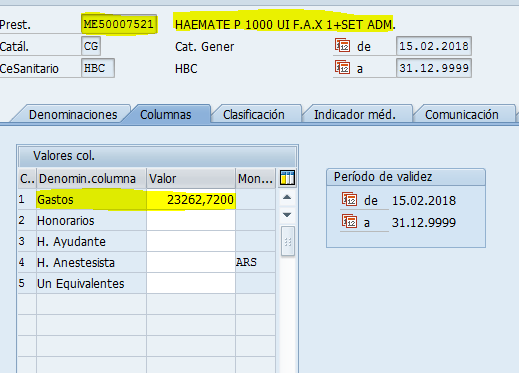 Prest. ME50007521 HAEMATE P 1000 UI F.A.X 1+SET ADM.
Catál. CG Cat. Gener de 15.02.2018
CeSanitario HBC HBC a 31.12.9999
Denominaciones Columnas Clasificación Indicador méd. Comunicación
Valores col.
C.. Denomin.columna Valor Mon...
1 Gastos 23262,7200
2 Honorarios
3 H. Ayudante
4 H. Anestesista ARS
5 Un Equivalentes
Período de validez
de 15.02.2018
a 31.12.9999